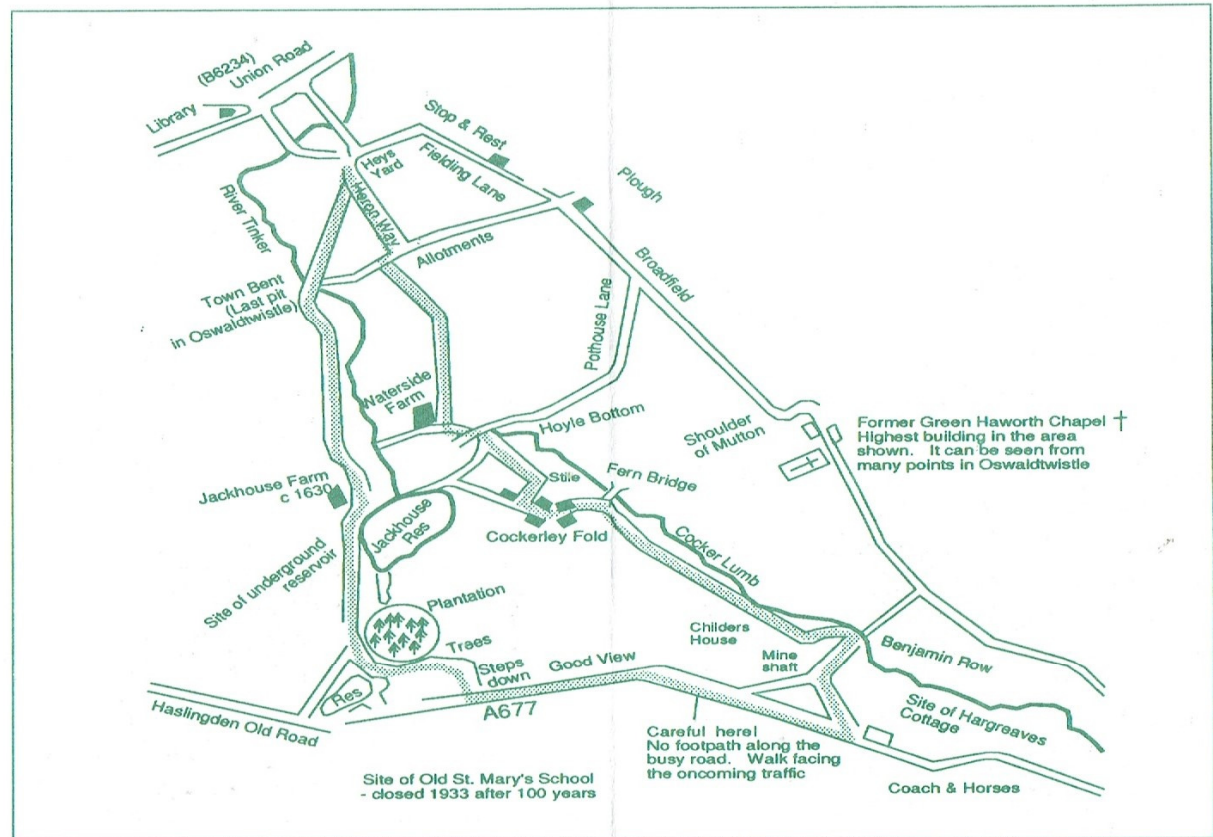 (B6234)
Union Road
Library
Stop & Rest
Heys
Yard
Fielding Lane
Plough
River Tinker
Heron Way
Allotments
Broadfield
Town Bent
(Last pit
in Oswaldtwistle)
Pothouse Lane
Waterside
Farm
Hoyle Bottom
Shoulder
of Mutton
Former Green Haworth Chapel
Highest building in the area
shown. It can be seen from
many points in Oswaldtwistle
Jackhouse Farm
c 1630
Stile
Fern Bridge
Jackhouse
Res
Cockerley Fold
Cocker Lumb
Site of underground
reservoir
Plantation
Trees
Childers
House
Mine
shaft
Benjamin Row
Steps
down
Good View
Res
A677
Haslingden Old Road
Site of Hargreaves
Cottage
Careful here!
No footpath along the
busy road. Walk facing
the oncoming traffic
Site of Old St. Mary's School
- closed 1933 after 100 years
Coach & Horses